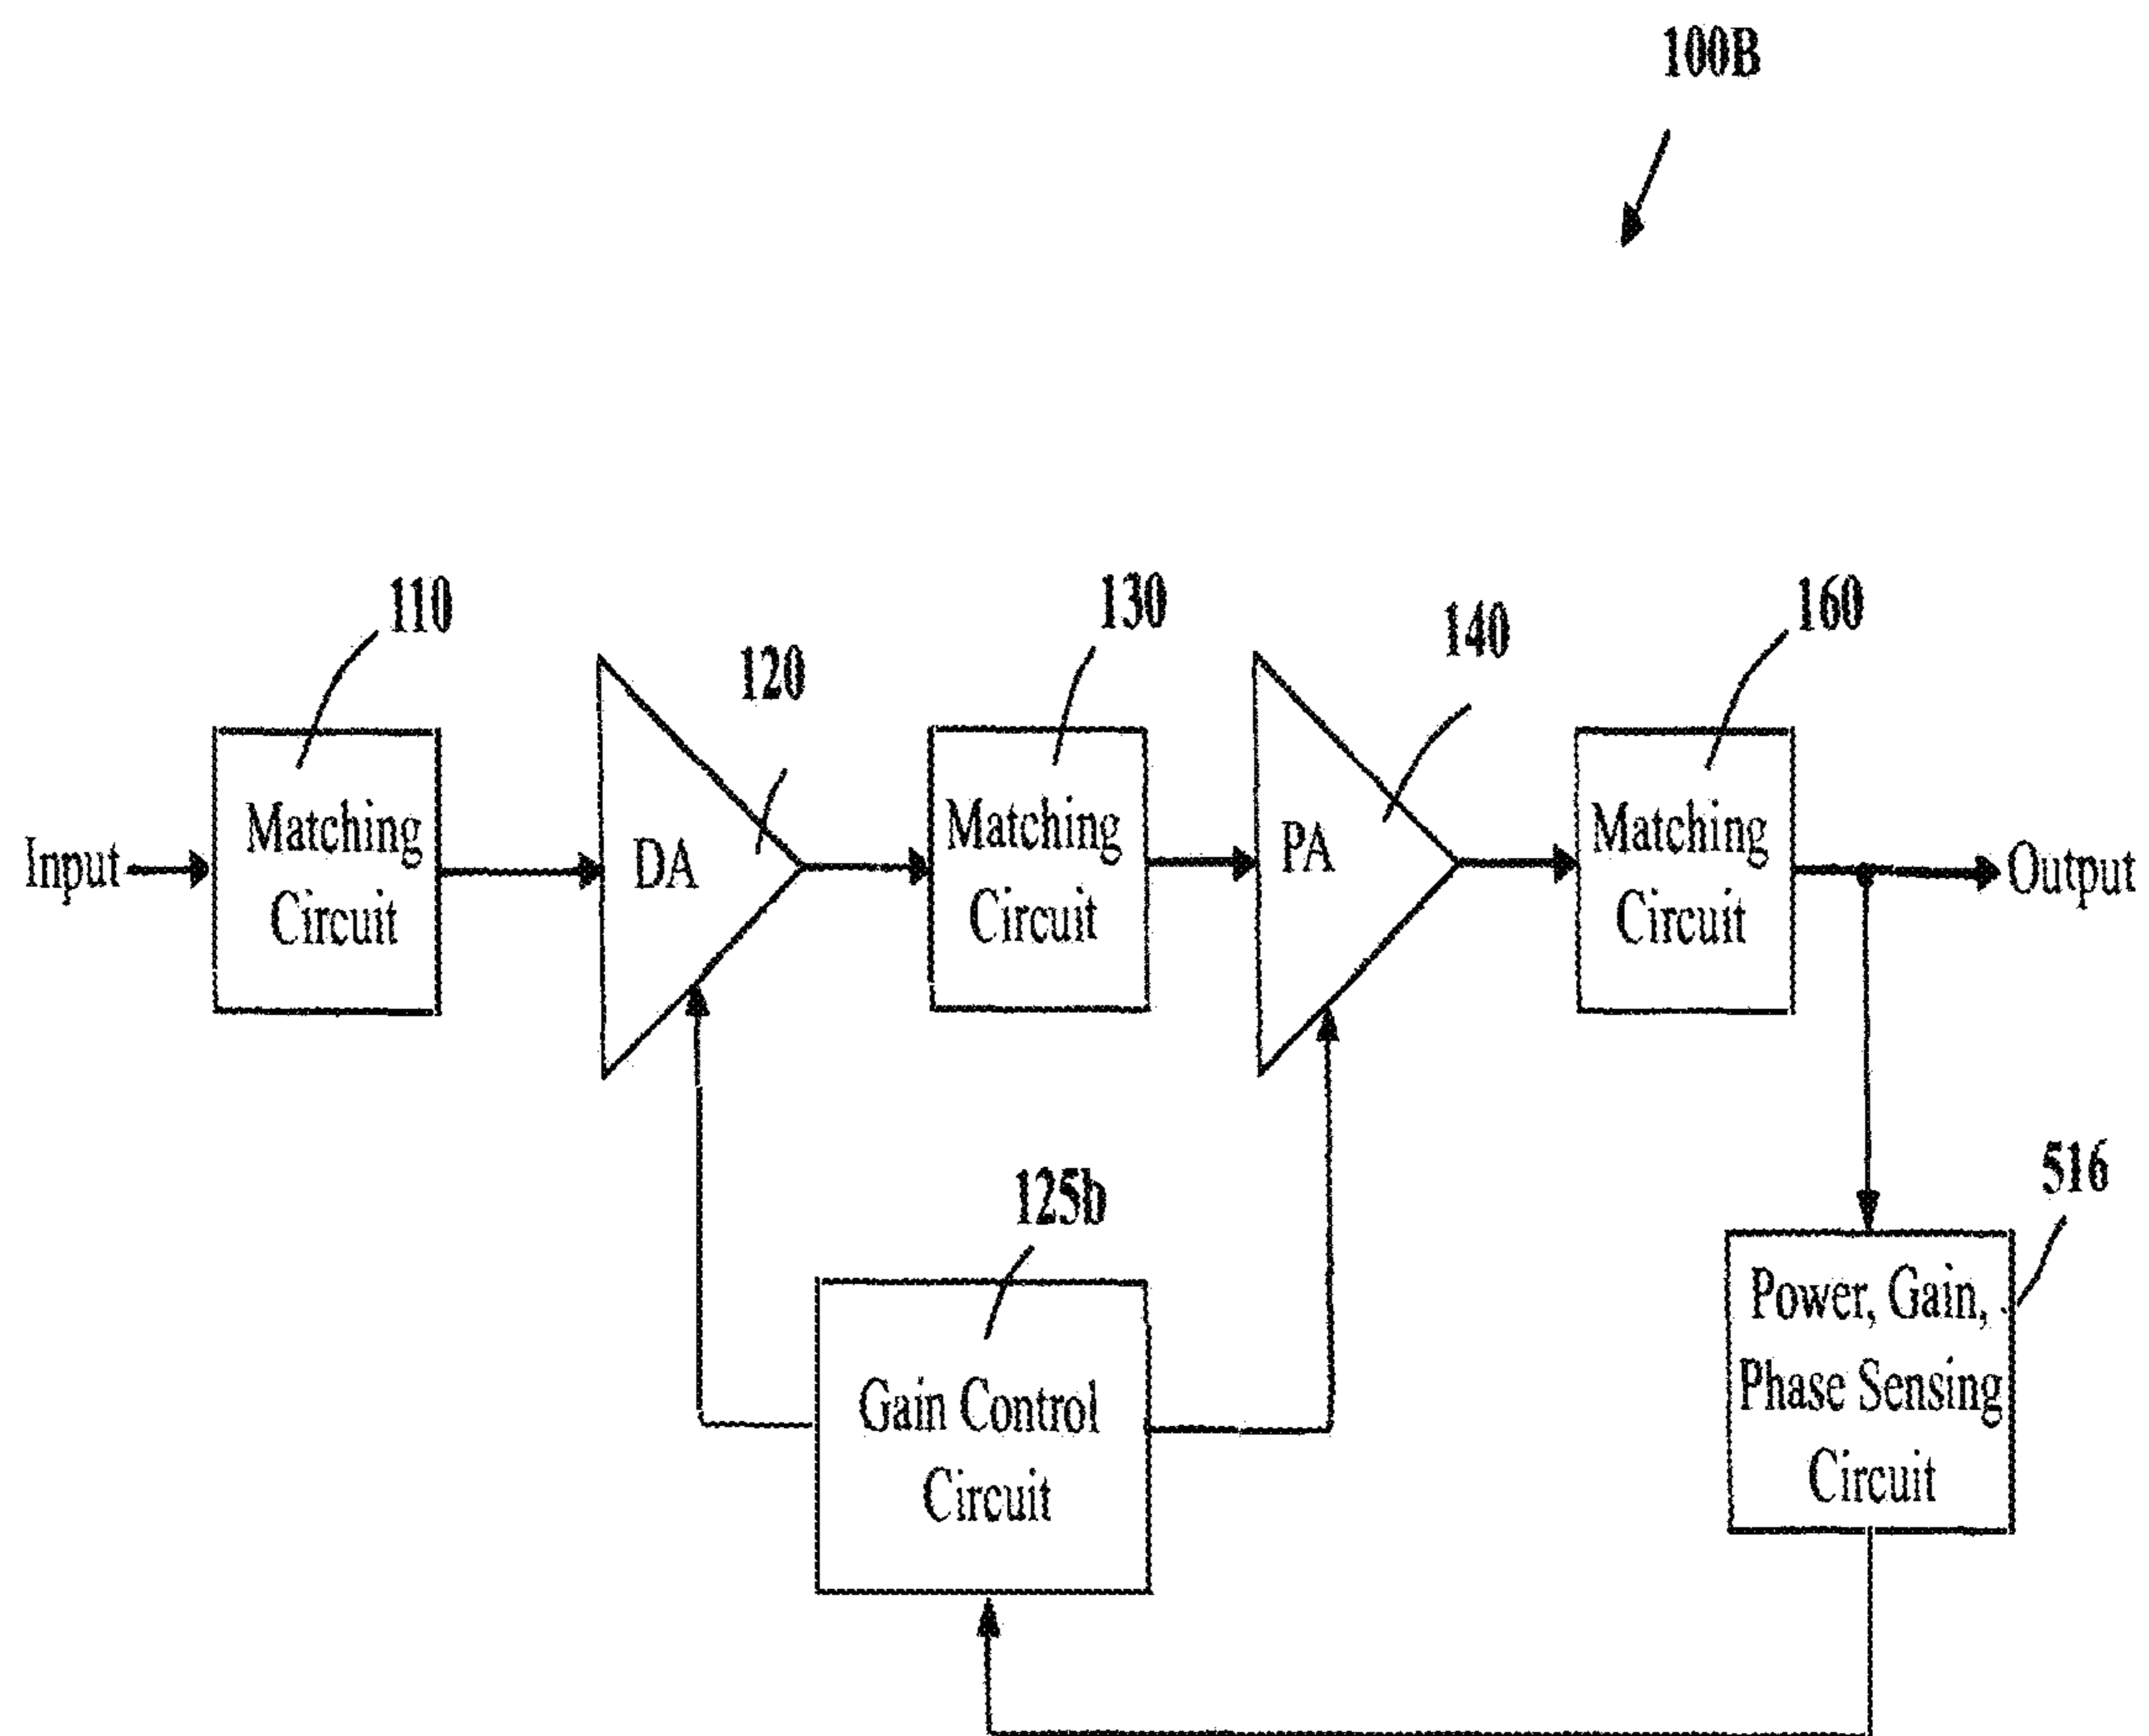 100B
110
120
130
140
160
Input
Matching
Circuit
DA
Matching
Circuit
PA
Matching
Circuit
Output
125b
Gain Control
Circuit
516
Power, Gain,
Phase Sensing
Circuit